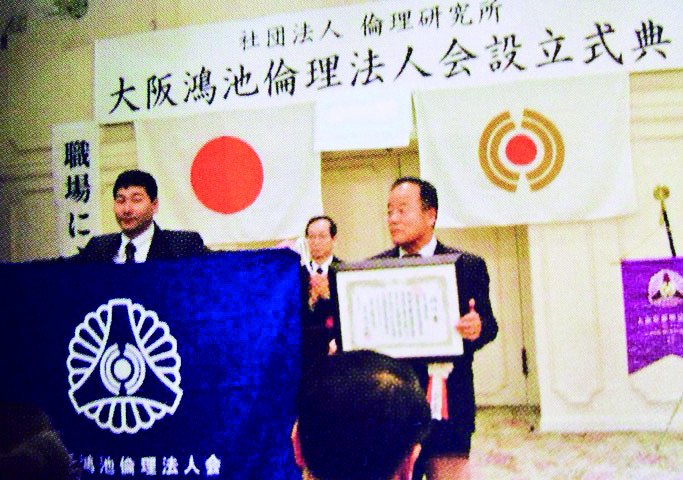 社団法人 倫理研究所
大阪鴻池倫理法人会設立式典
職場に
鴻池倫理法人会